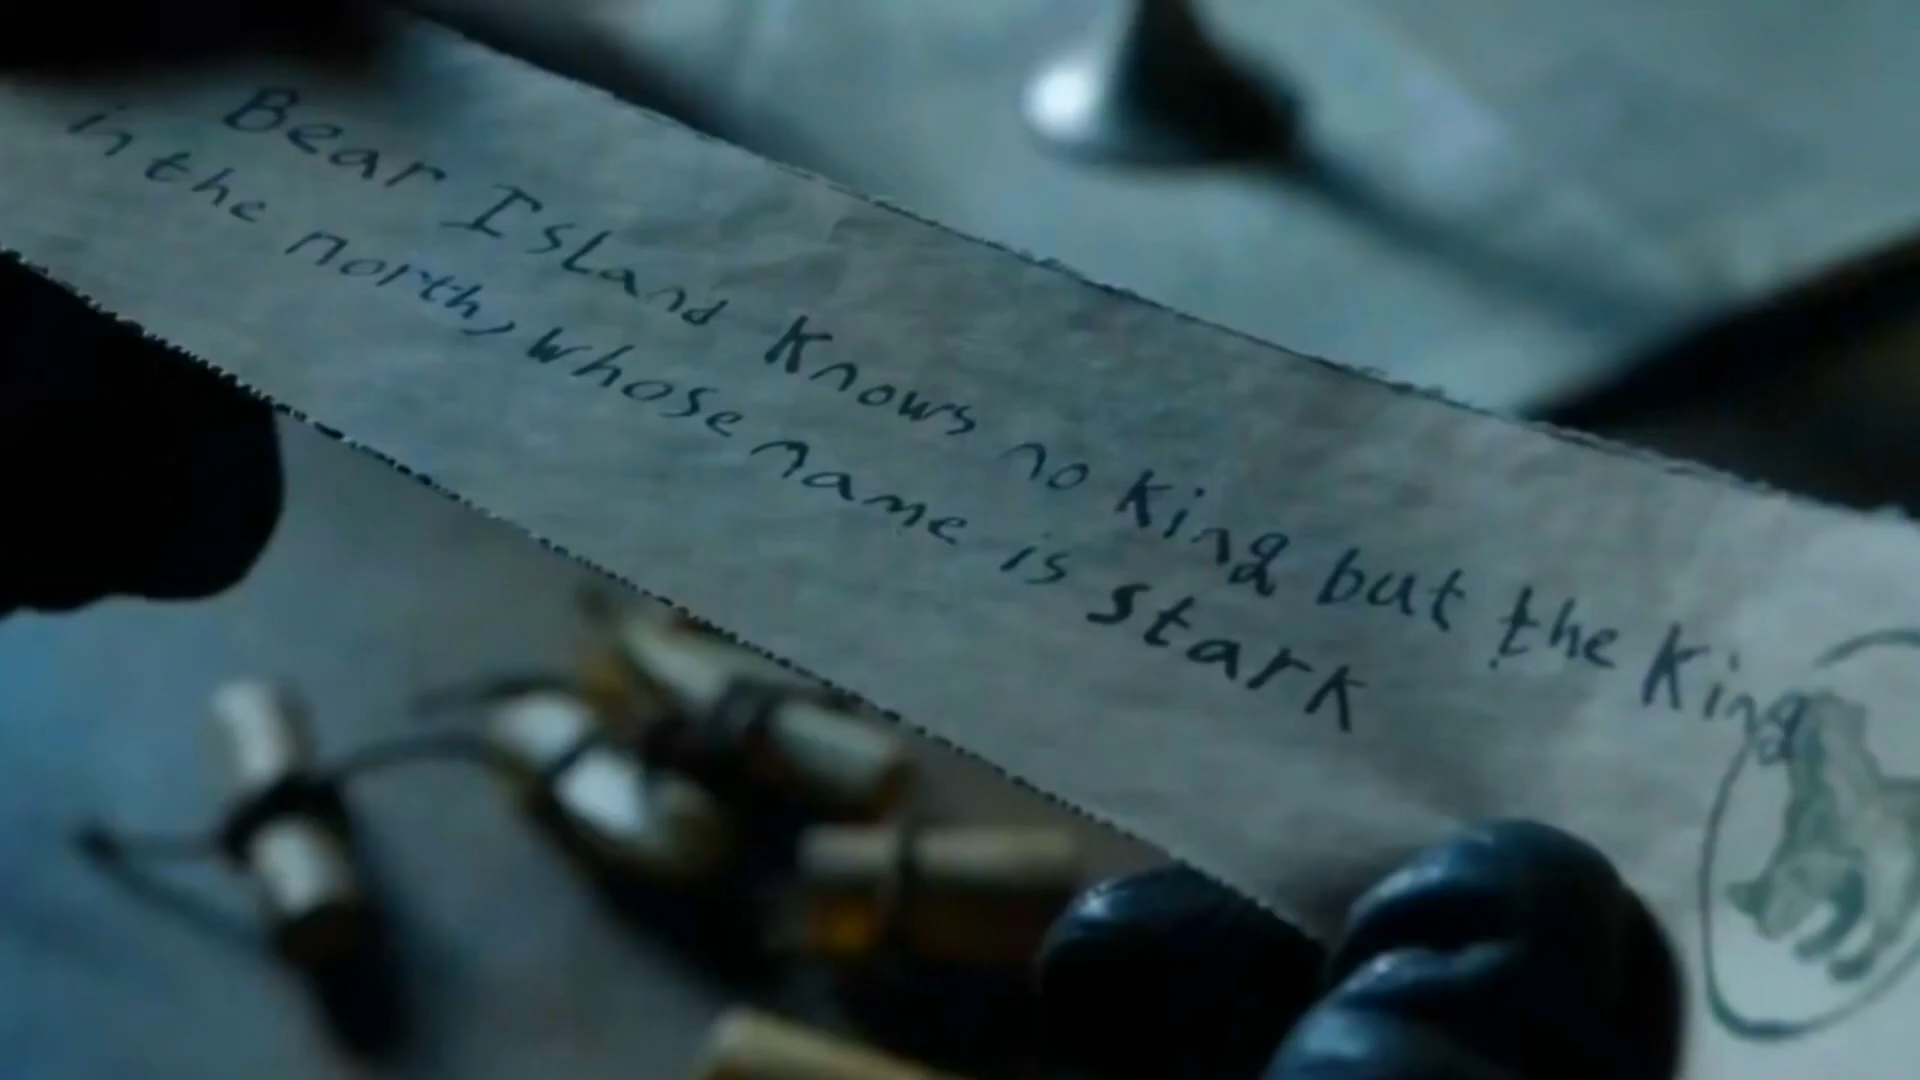 Bear Island Knows no King but the King
in the north, whose name is stark